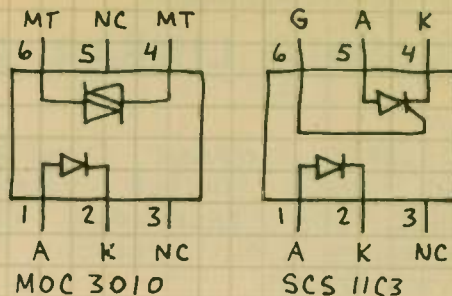 MT NC MT
6 5 4
1 2 3
A K NC
MOC 3010
G A K
6 5 4
1 2 3
A K NC
SCS 11C3